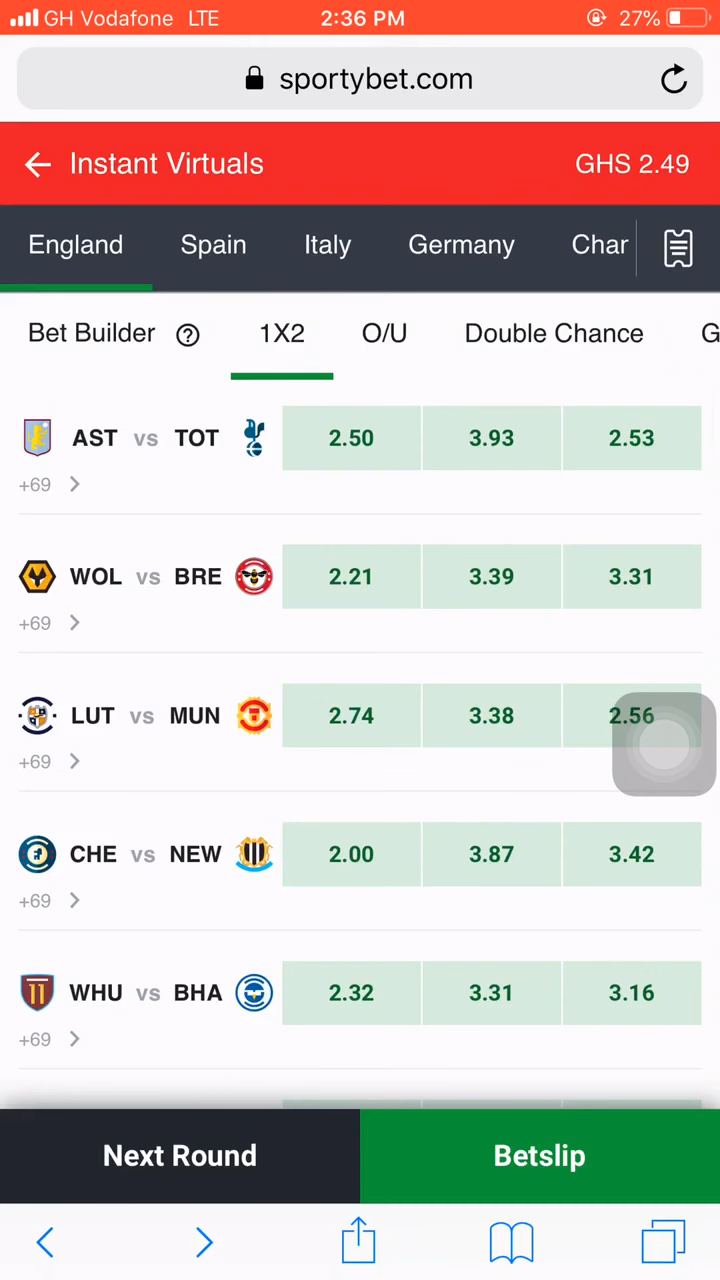 GH Vodafone LTE 2:36 PM 27%
sportybet.com
Instant Virtuals GHS 2.49
England Spain Italy Germany Char
Bet Builder ? 1X2 O/U Double Chance G
AST vs TOT 2.50 3.93 2.53
+69
WOL vs BRE 2.21 3.39 3.31
+69
LUT vs MUN 2.74 3.38 2.56
+69
CHE vs NEW 2.00 3.87 3.42
+69
WHU vs BHA 2.32 3.31 3.16
+69
Next Round Betslip